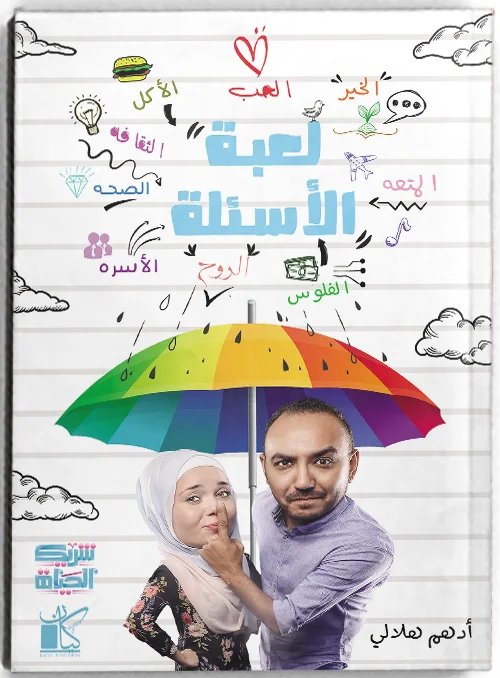 الأكل
الحب
الخير
الثقافه
لعبة
الصحه
المتعه
الأسئلة
الأسره
الروح
الفلوس
شريك
الحياة
كيان
أدهم هلالي